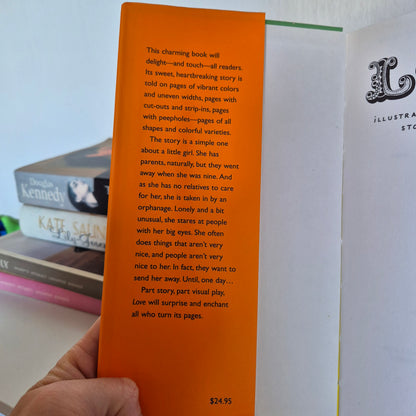 This charming book will
delight—and touch—all readers.
Its sweet, heartbreaking story is
told on pages of vibrant colors
and uneven widths, pages with
cut-outs and strip-ins, pages
with peepholes—pages of all
shapes and colorful varieties.
The story is a simple one
about a little girl. She has
parents, naturally, but they went
away when she was nine. And
as she has no relatives to care
for her, she is taken in by an
orphanage. Lonely and a bit
unusual, she stares at people
with her big eyes. She often
does things that aren't very
nice, and people aren't very
nice to her. In fact, they want to
send her away. Until, one day…
Part story, part visual play,
Love will surprise and enchant
all who turn its pages.
$24.95
Douglas
Kennedy
KATE